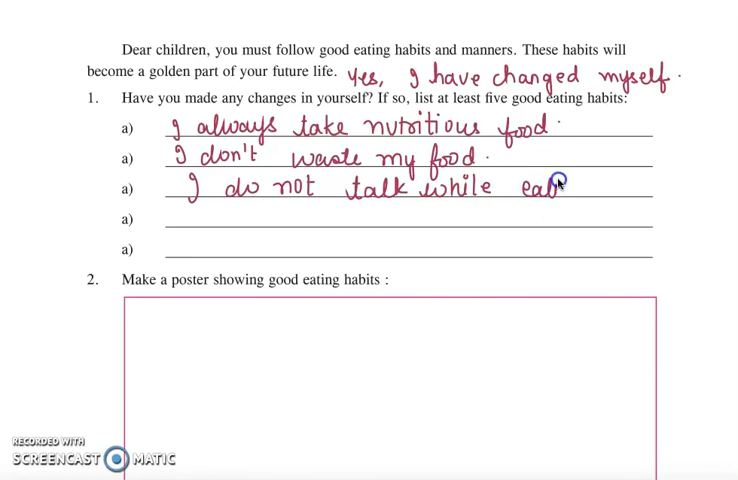 Dear children, you must follow good eating habits and manners. These habits will
become a golden part of your future life. Yes, I have changed myself.
1. Have you made any changes in yourself? If so, list at least five good eating habits:
a) I always take nutritious food.
a) I don't waste my food.
a) I do not talk while eat
a)
a)
2. Make a poster showing good eating habits :
RECORDED WITH
SCREENCAST MATIC